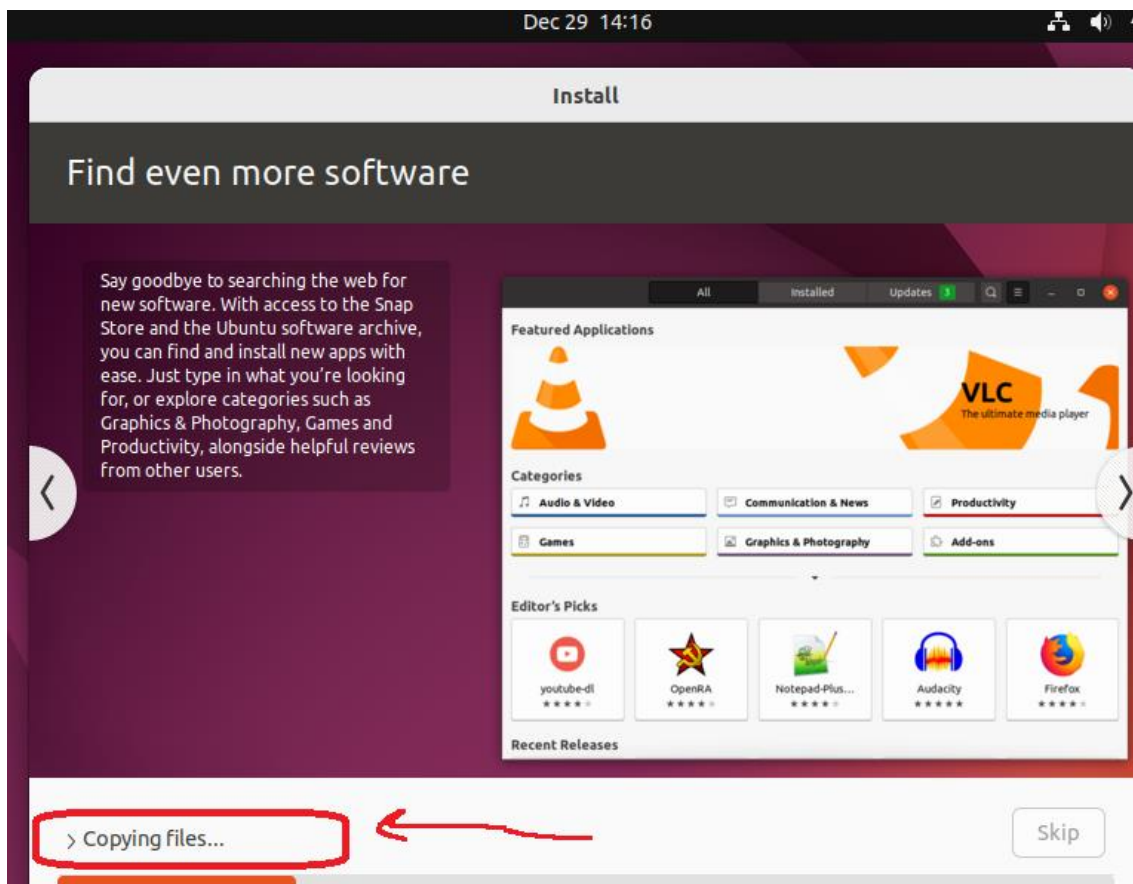 Dec 29 14:16
Install
Find even more software
Say goodbye to searching the web for
new software. With access to the Snap
Store and the Ubuntu software archive,
you can find and install new apps with
ease. Just type in what you're looking
for, or explore categories such as
Graphics & Photography, Games and
Productivity, alongside helpful reviews
from other users.
All Installed Updates 3
Featured Applications
VLC
The ultimate media player
Categories
Audio & Video Communication & News Productivity
Games Graphics & Photography Add-ons
Editor's Picks
youtube-dl OpenRA Notepad-Plus... Audacity Firefox
Recent Releases
> Copying files...
Skip